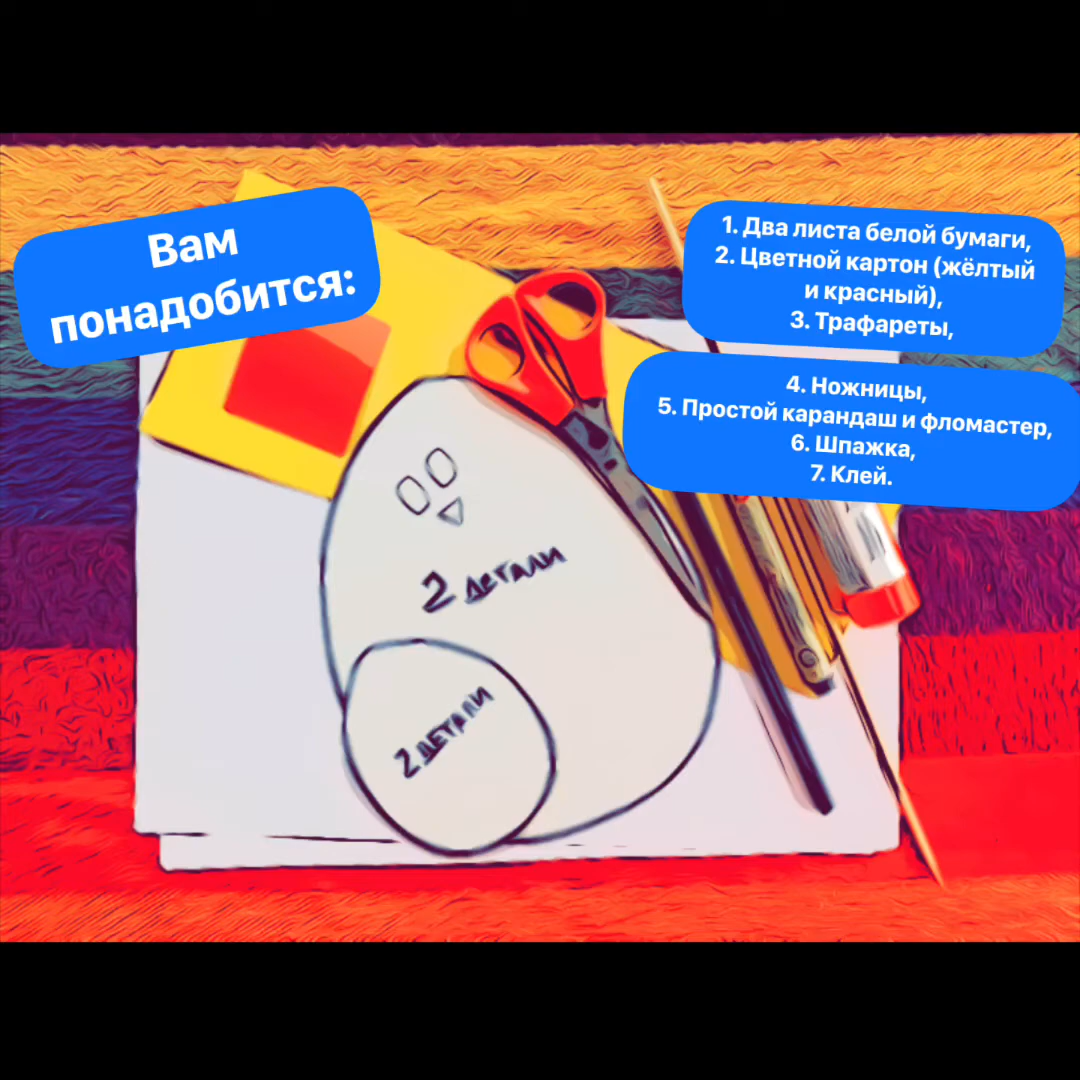 Вам
понадобится:
1. Два листа белой бумаги,
2. Цветной картон (жёлтый
и красный),
3. Трафареты,
4. Ножницы,
5. Простой карандаш и фломастер,
6. Шпажка,
7. Клей.
2 детали
2 детали